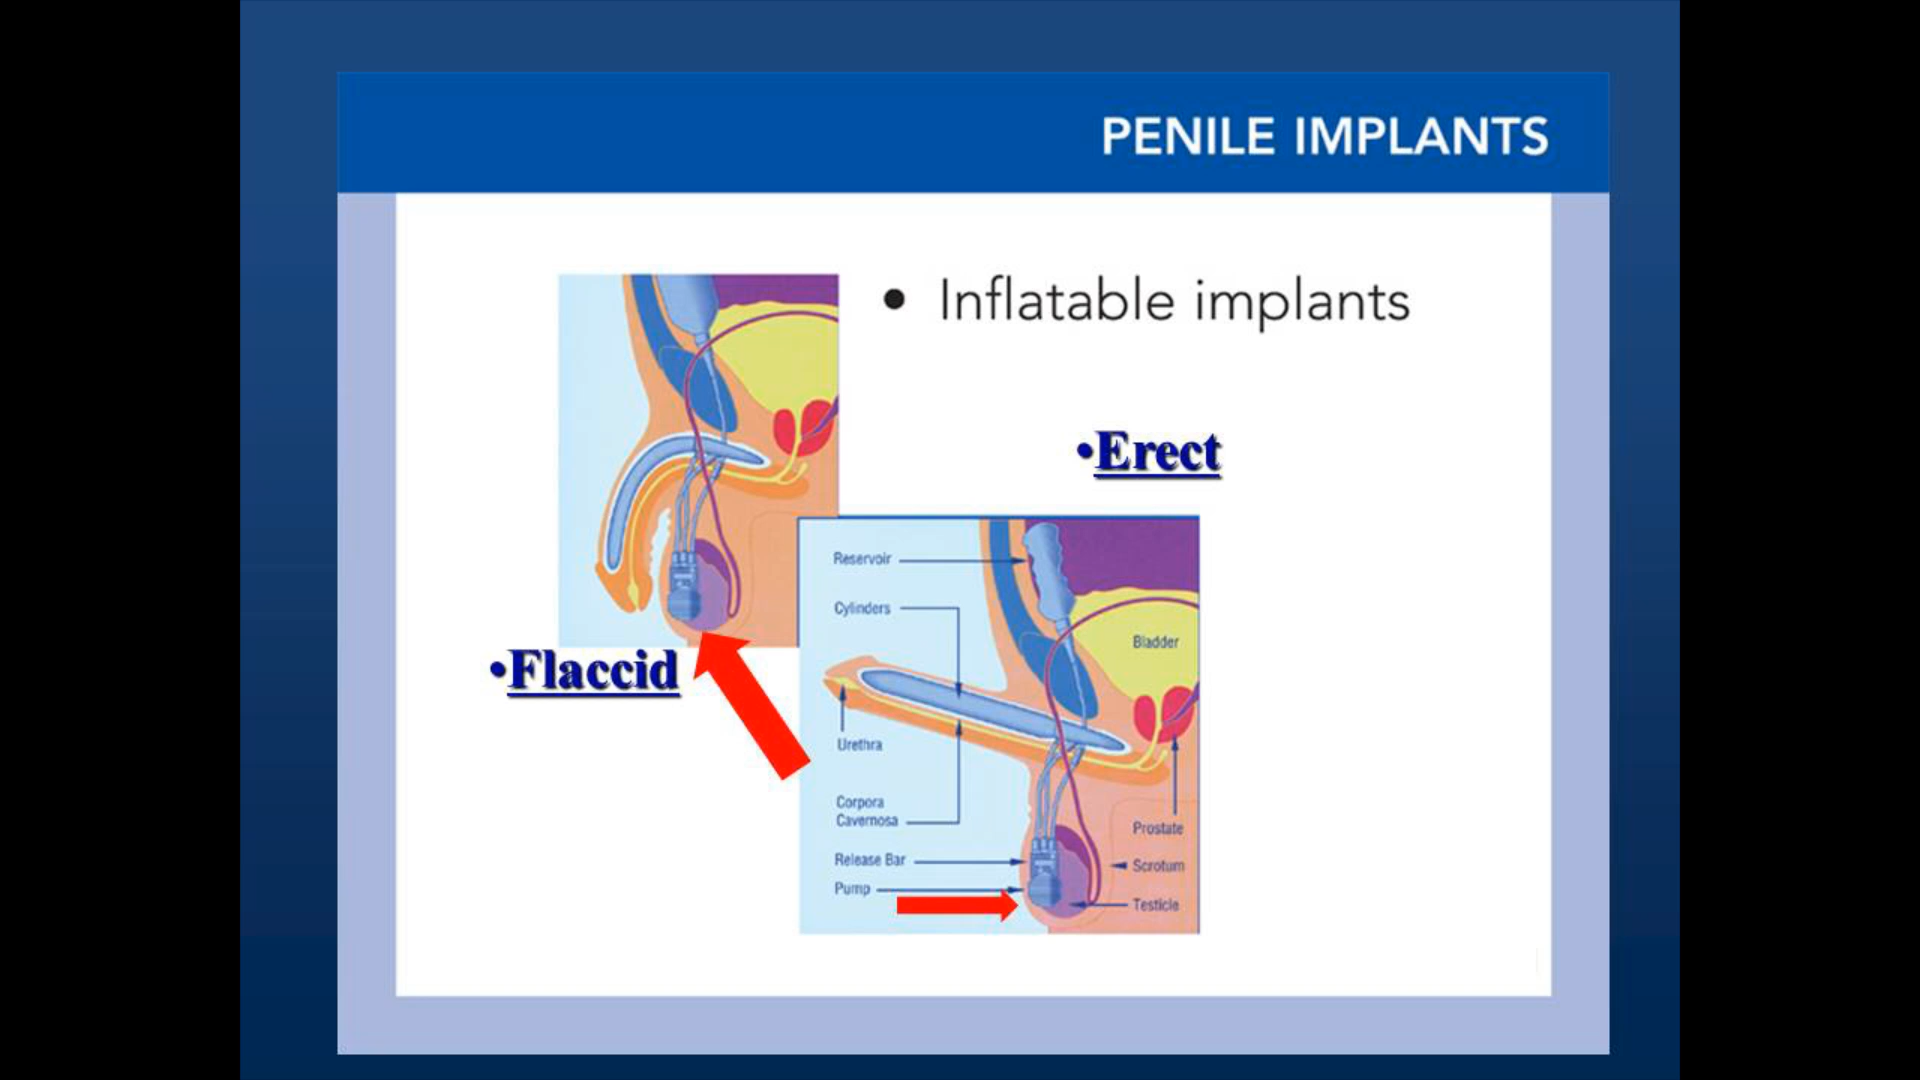 PENILE IMPLANTS
• Inflatable implants
•Erect
•Flaccid
Reservoir
Cylinders
Bladder
Urethra
Corpora
Cavernosa
Prostate
Release Bar
Scrotum
Pump
Testicle